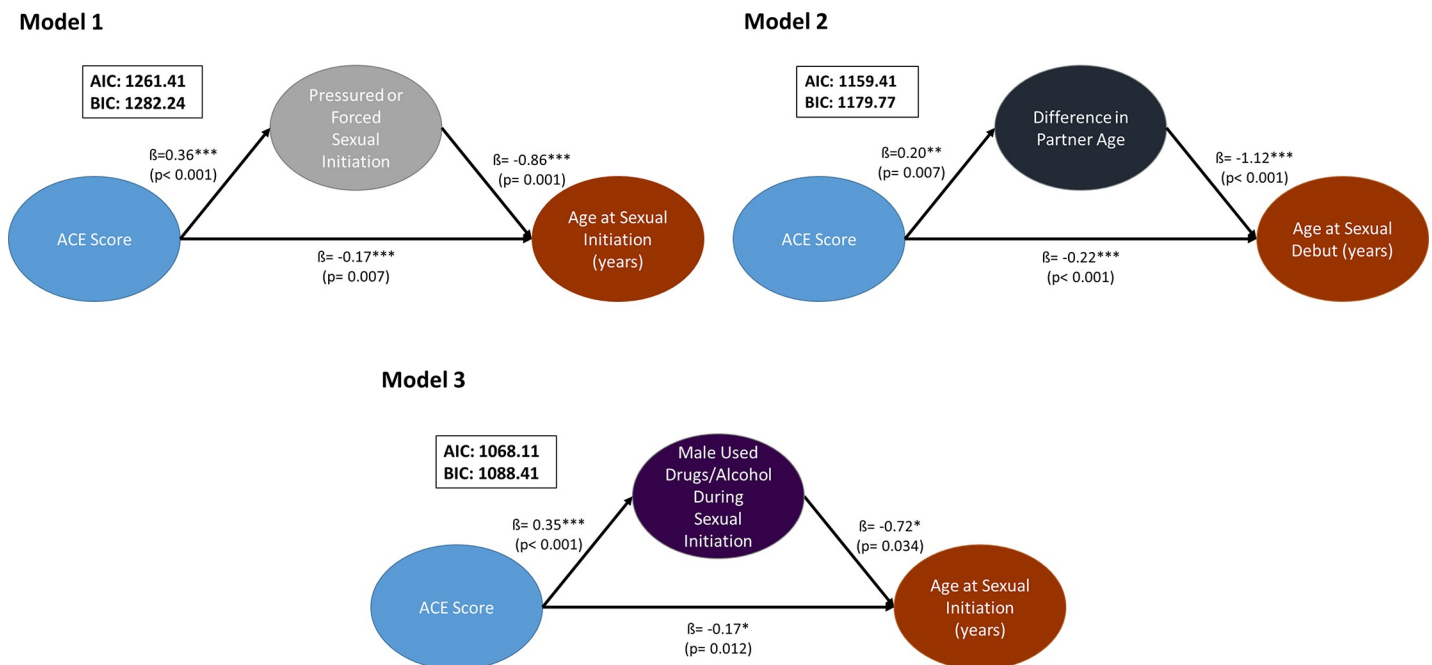 Model 1
AIC: 1261.41
BIC: 1282.24
Pressured or
Forced
Sexual
Initiation
ß=0.36***
(p< 0.001)
ß= -0.86***
(p= 0.001)
ACE Score
Age at Sexual
Initiation
(years)
ß= -0.17***
(p= 0.007)
Model 2
AIC: 1159.41
BIC: 1179.77
Difference in
Partner Age
ß=0.20**
(p= 0.007)
ß= -1.12***
(p< 0.001)
ACE Score
Age at Sexual
Debut (years)
ß= -0.22***
(p< 0.001)
Model 3
AIC: 1068.11
BIC: 1088.41
Male Used
Drugs/Alcohol
During
Sexual
Initiation
ß= 0.35***
(p< 0.001)
ß= -0.72*
(p= 0.034)
ACE Score
Age at Sexual
Initiation
(years)
ß= -0.17*
(p= 0.012)